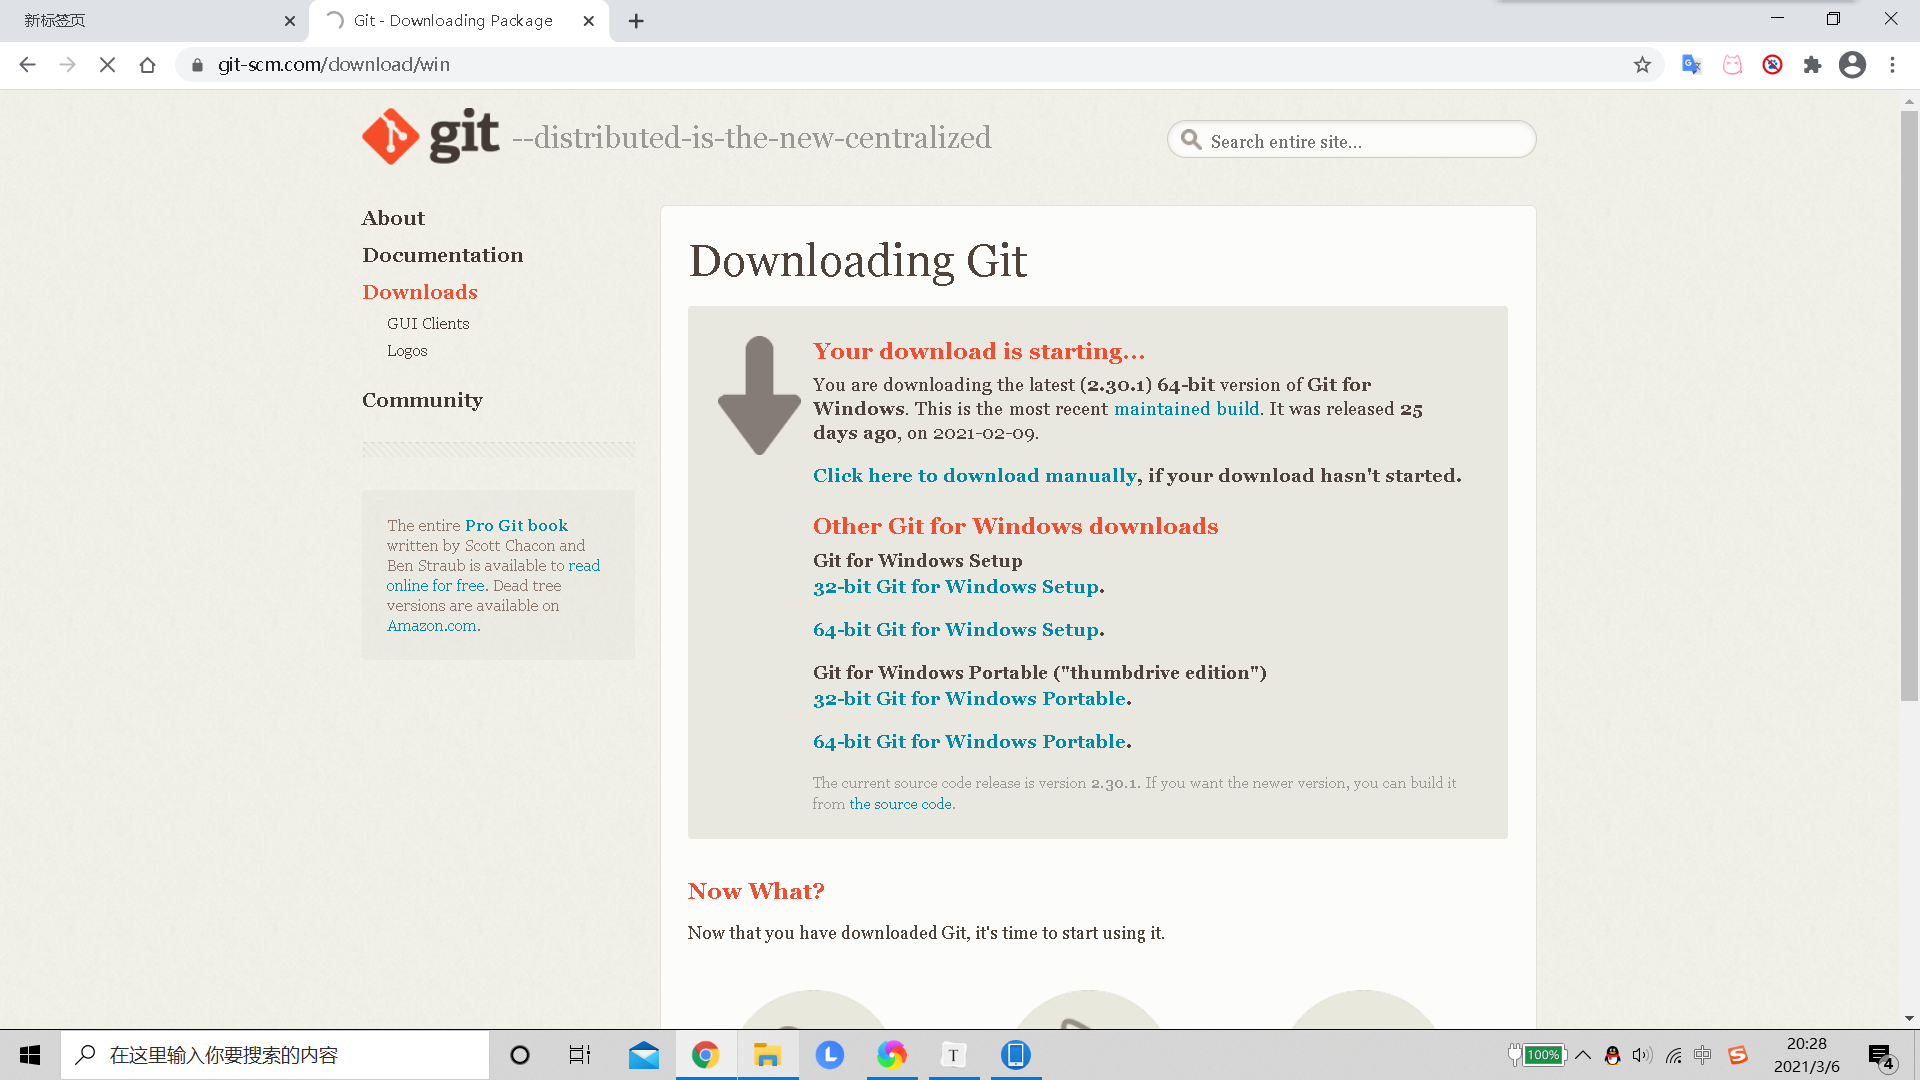 新标签页
Git - Downloading Package
git-scm.com/download/win
git --distributed-is-the-new-centralized
Search entire site...
About
Documentation
Downloads
GUI Clients
Logos
Community
The entire Pro Git book
written by Scott Chacon and
Ben Straub is available to read
online for free. Dead tree
versions are available on
Amazon.com.
Downloading Git
Your download is starting...
You are downloading the latest (2.30.1) 64-bit version of Git for
Windows. This is the most recent maintained build. It was released 25
days ago, on 2021-02-09.
Click here to download manually, if your download hasn't started.
Other Git for Windows downloads
Git for Windows Setup
32-bit Git for Windows Setup.
64-bit Git for Windows Setup.
Git for Windows Portable ("thumbdrive edition")
32-bit Git for Windows Portable.
64-bit Git for Windows Portable.
The current source code release is version 2.30.1. If you want the newer version, you can build it
from the source code.
Now What?
Now that you have downloaded Git, it's time to start using it.
在这里输入你要搜索的内容
L
T
100%
中
S
20:28
2021/3/6
4